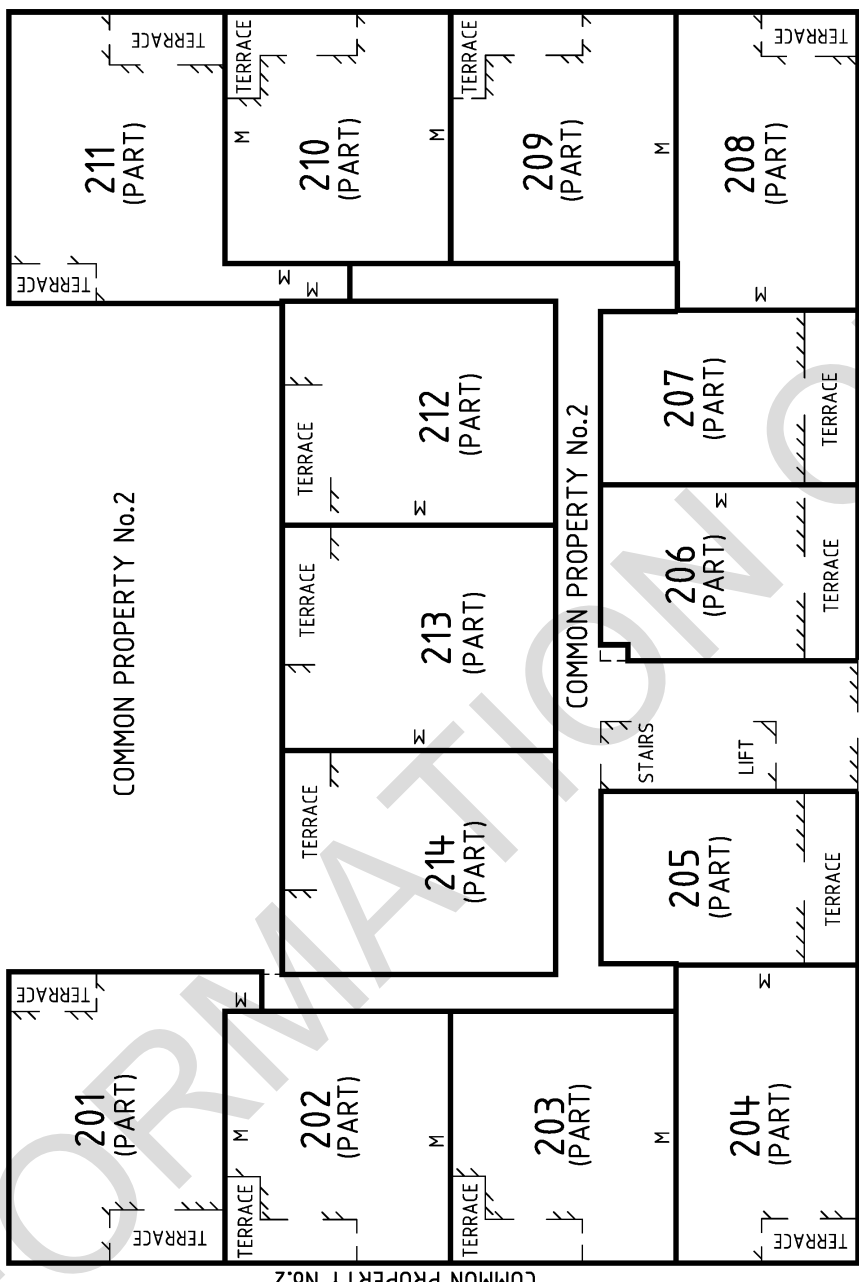 TERRACE
211
(PART)
TERRACE
TERRACE
M
210
(PART)
M
TERRACE
209
(PART)
M
TERRACE
208
(PART)
M
M
M
COMMON PROPERTY No.2
TERRACE
212
(PART)
M
TERRACE
213
(PART)
M
TERRACE
214
(PART)
COMMON PROPERTY No.2
207
(PART)
TERRACE
M
206
(PART)
TERRACE
STAIRS
LIFT
205
(PART)
TERRACE
TERRACE
M
201
(PART)
TERRACE
M
202
(PART)
M
TERRACE
203
(PART)
M
TERRACE
M
204
(PART)
TERRACE
COMMON PROPERTY No.2
ORMATION O